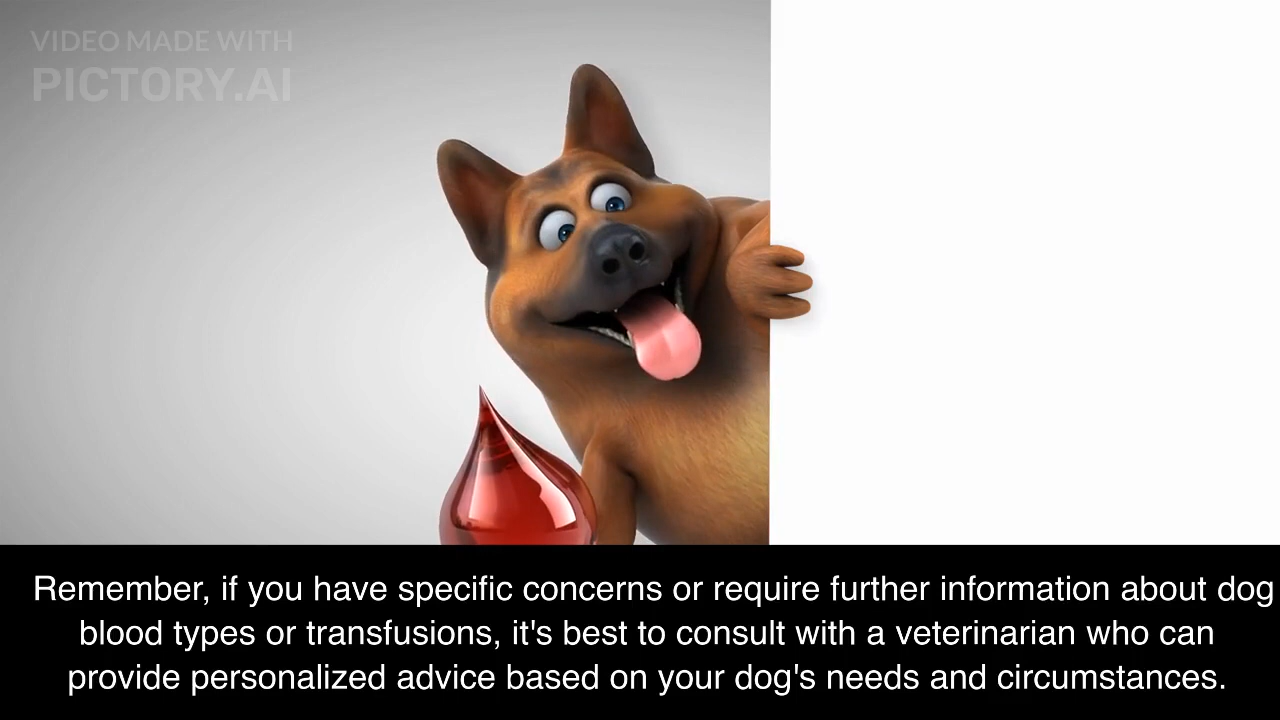 VIDEO MADE WITH
PICTORY.AI
Remember, if you have specific concerns or require further information about dog
blood types or transfusions, it's best to consult with a veterinarian who can
provide personalized advice based on your dog's needs and circumstances.